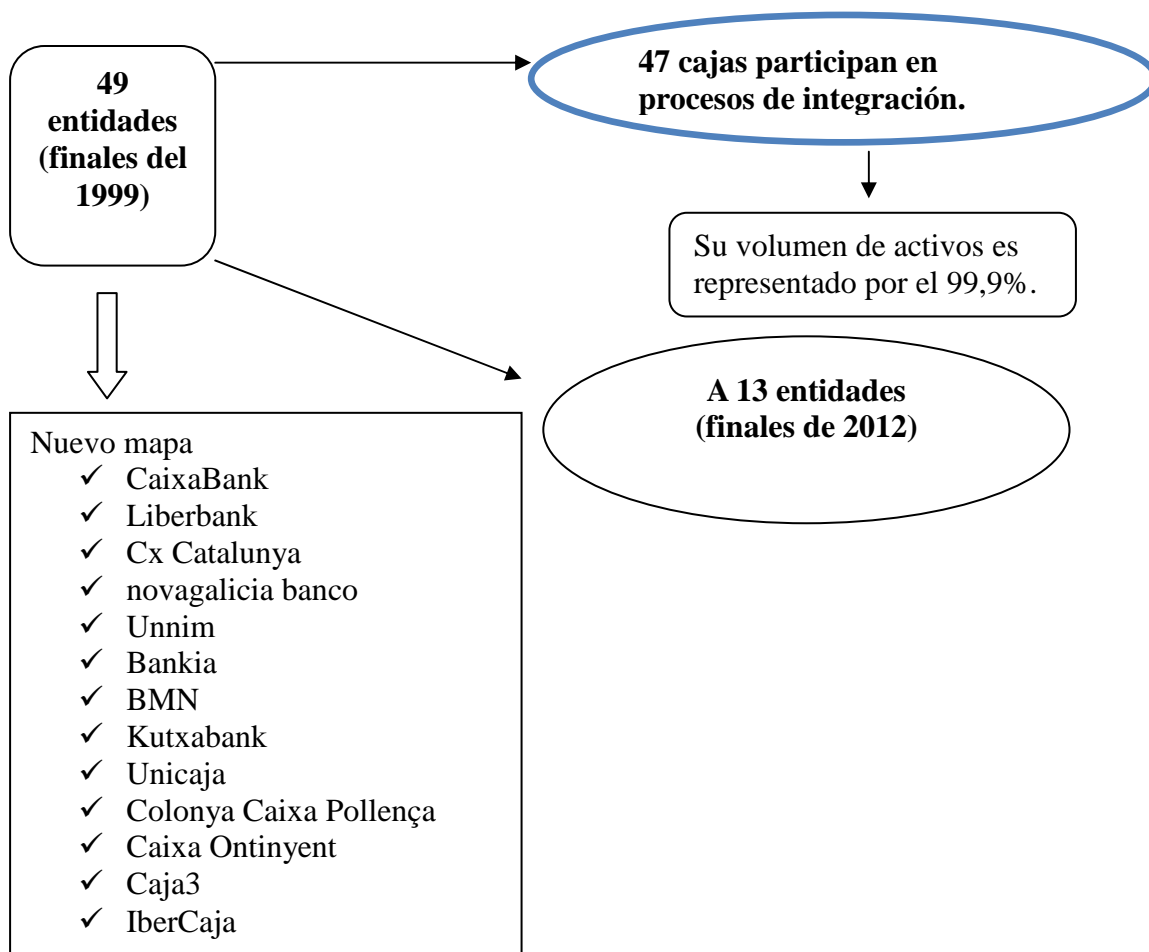 49
entidades
(finales del
1999)
47 cajas participan en
procesos de integración.
Su volumen de activos es
representado por el 99,9%.
A 13 entidades
(finales de 2012)
Nuevo mapa
✓ CaixaBank
✓ Liberbank
✓ Cx Catalunya
✓ novagalicia banco
✓ Unnim
✓ Bankia
✓ BMN
✓ Kutxabank
✓ Unicaja
✓ Colonya Caixa Pollença
✓ Caixa Ontinyent
✓ Caja3
✓ IberCaja